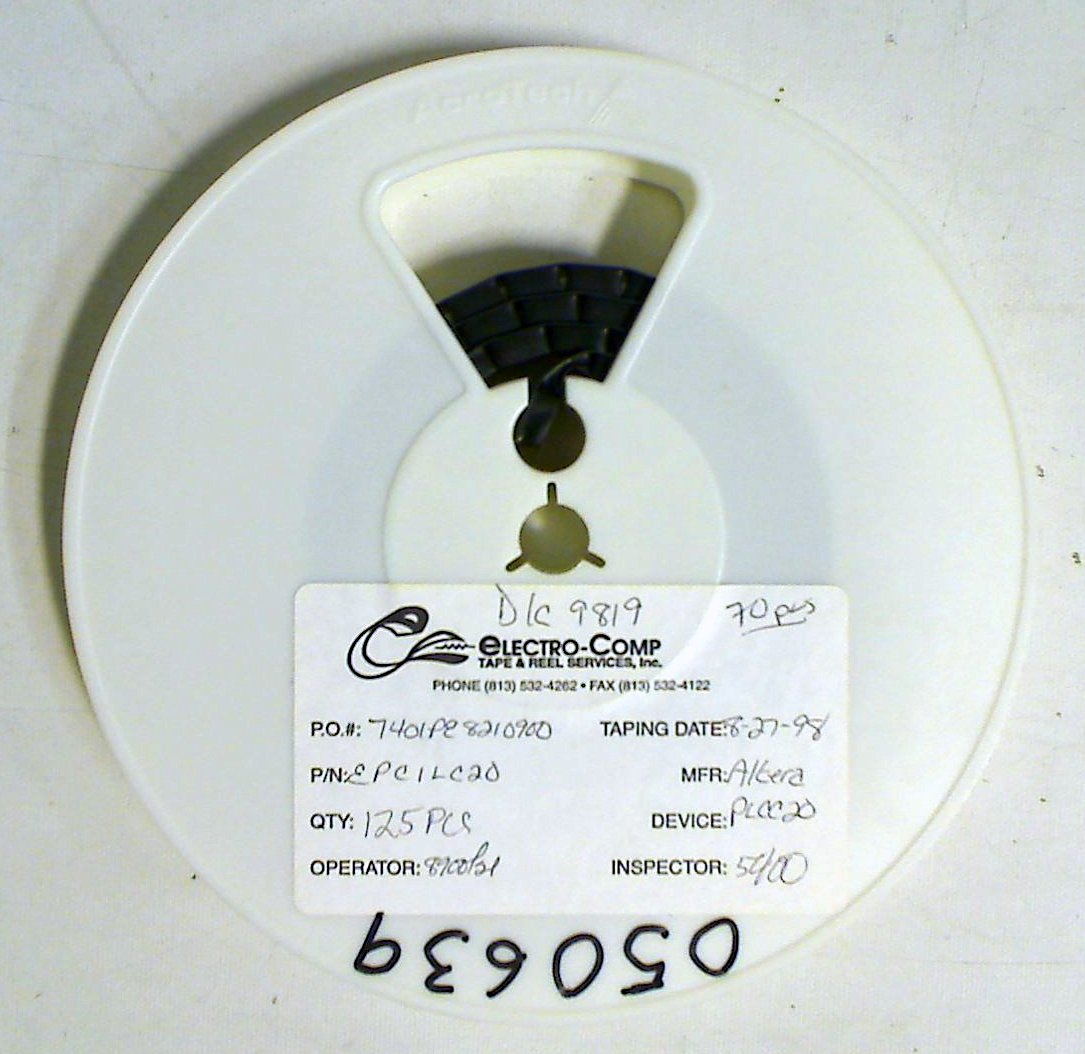 D/C 9819 70 pcs
eLECTRO-COMP
TAPE & REEL SERVICES, Inc.
PHONE (813) 532-4262 • FAX (813) 532-4122
P.O.#: 7401PE8210900 TAPING DATE: 8-27-98
P/N: EPC1LC20 MFR: Altera
QTY: 125 PCS DEVICE: PLCC20
OPERATOR: INSPECTOR:
050639